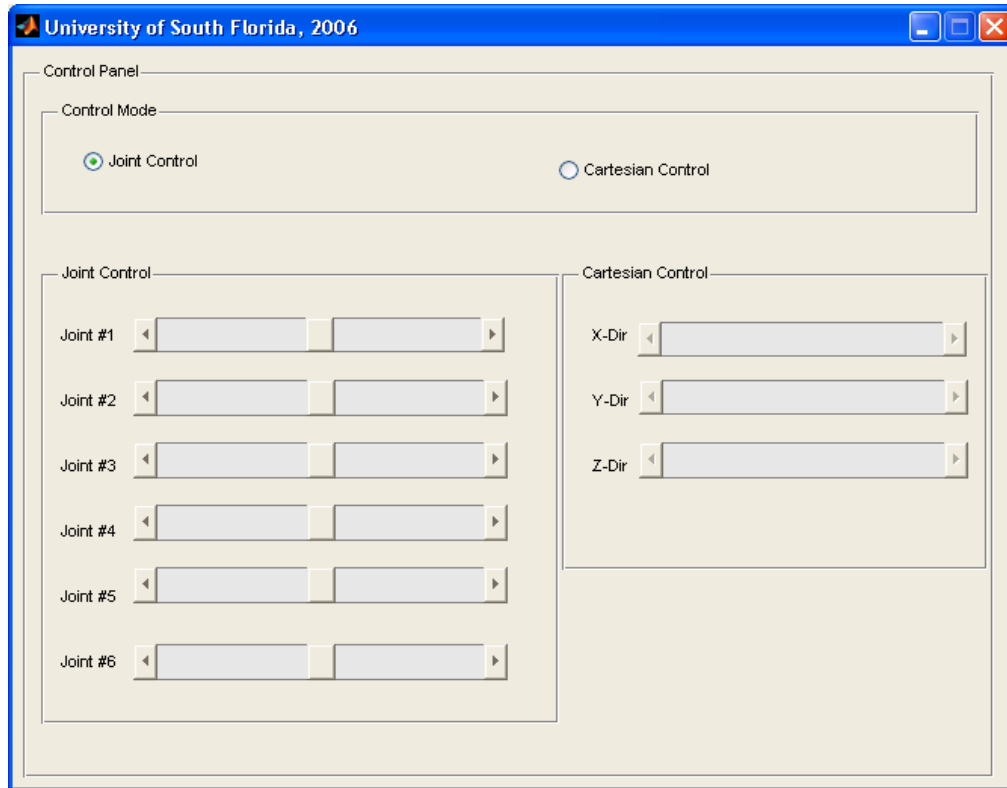 University of South Florida, 2006
Control Panel
Control Mode
Joint Control
Cartesian Control
Joint Control
Joint #1
Joint #2
Joint #3
Joint #4
Joint #5
Joint #6
Cartesian Control
X-Dir
Y-Dir
Z-Dir